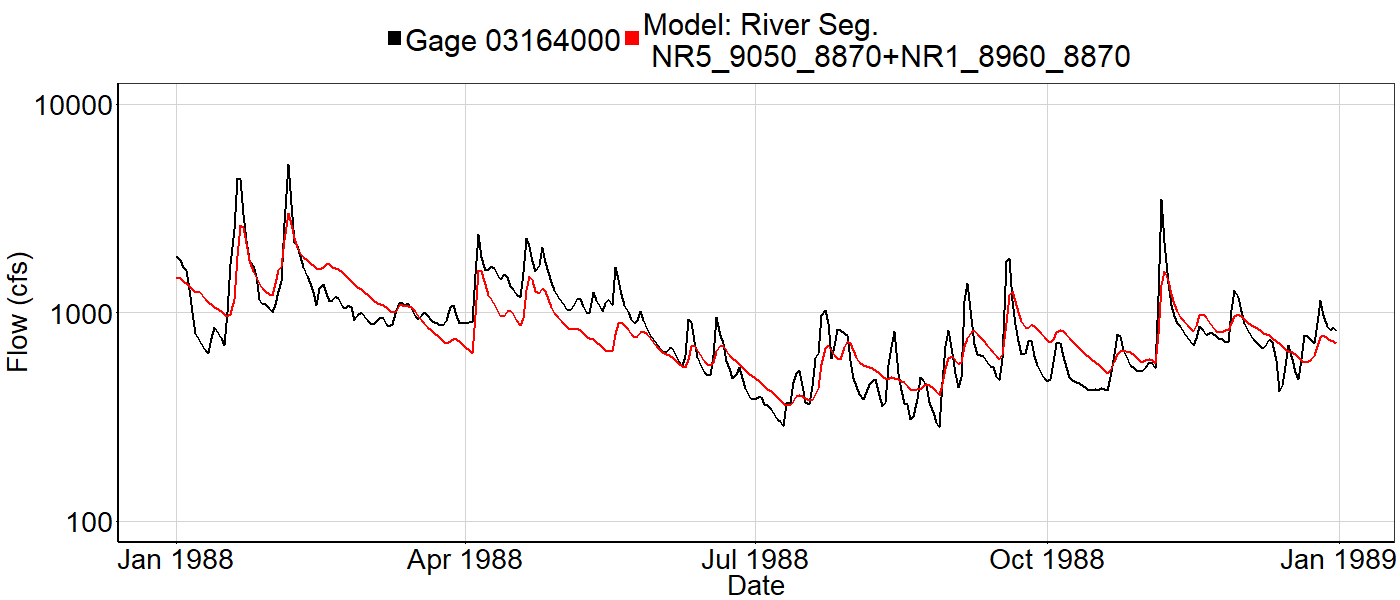 Gage 03164000
Model: River Seg.
NR5_9050_8870+NR1_8960_8870
10000
1000
100
Flow (cfs)
Jan 1988
Apr 1988
Jul 1988
Oct 1988
Jan 1989
Date